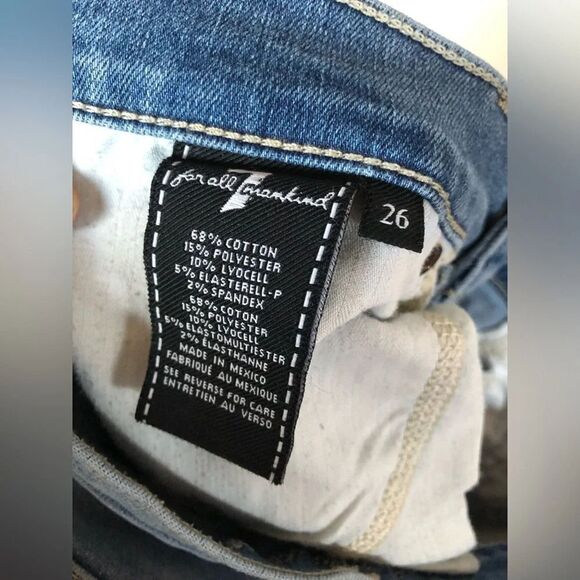 for all 7 mankind
26
68% COTTON
15% POLYESTER
10% LYOCELL
5% ELASTERELL-P
2% SPANDEX
68% COTON
15% POLYESTER
10% LYOCELL
5% ELASTOMULTIESTER
2% ELASTHANNE
MADE IN MEXICO
FABRIQUÉ AU MEXIQUE
SEE REVERSE FOR CARE
ENTRETIEN AU VERSO